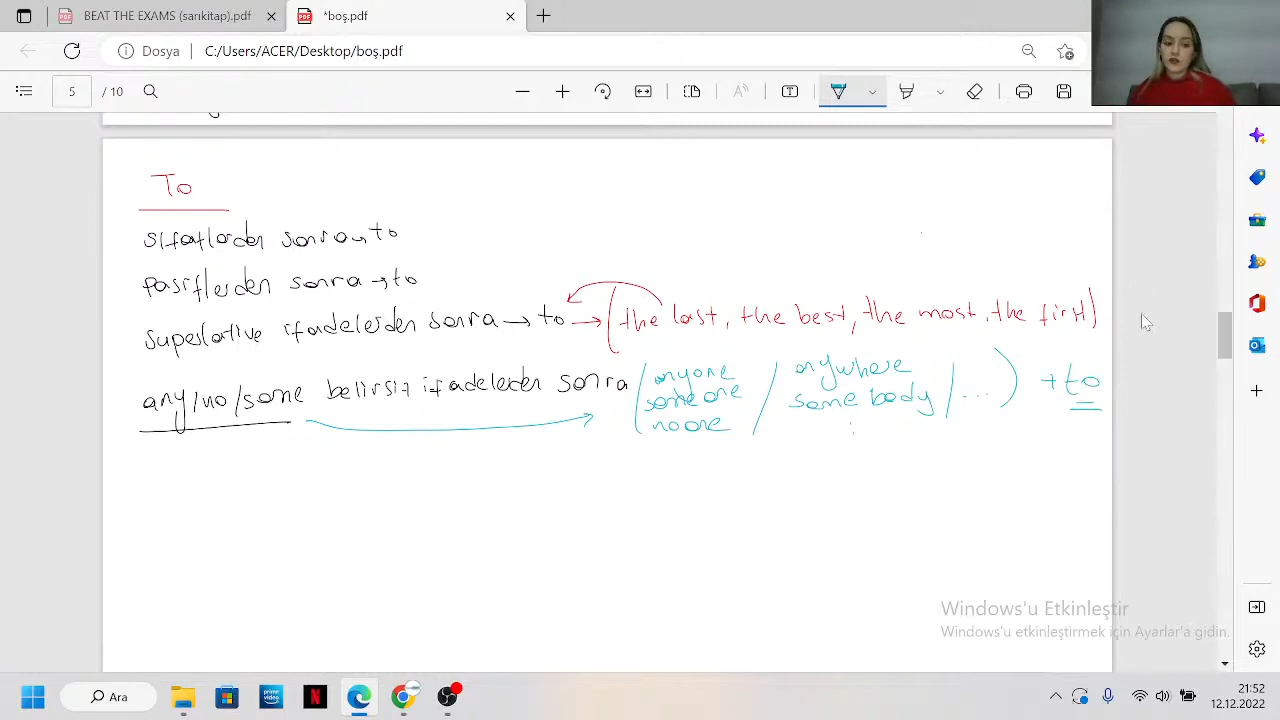 BEAT THE EXAMS (sarıkitap).pdf
*boş.pdf
Dosya C:/Users/ACER/Desktop/boş.pdf
5 / 10
To
sıfatlardan sonra → to
pasiflerden sonra → to
superlative ifadelerden sonra → to → (the last, the best, the most, the first)
any/no/some belirsiz ifadelerden sonra (anyone / anywhere / ...) + to
someone somebody
noone
Windows'u Etkinleştir
Windows'u etkinleştirmek için Ayarlar'a gidin.
Ara
prime video
N
21:52
12.12.2022